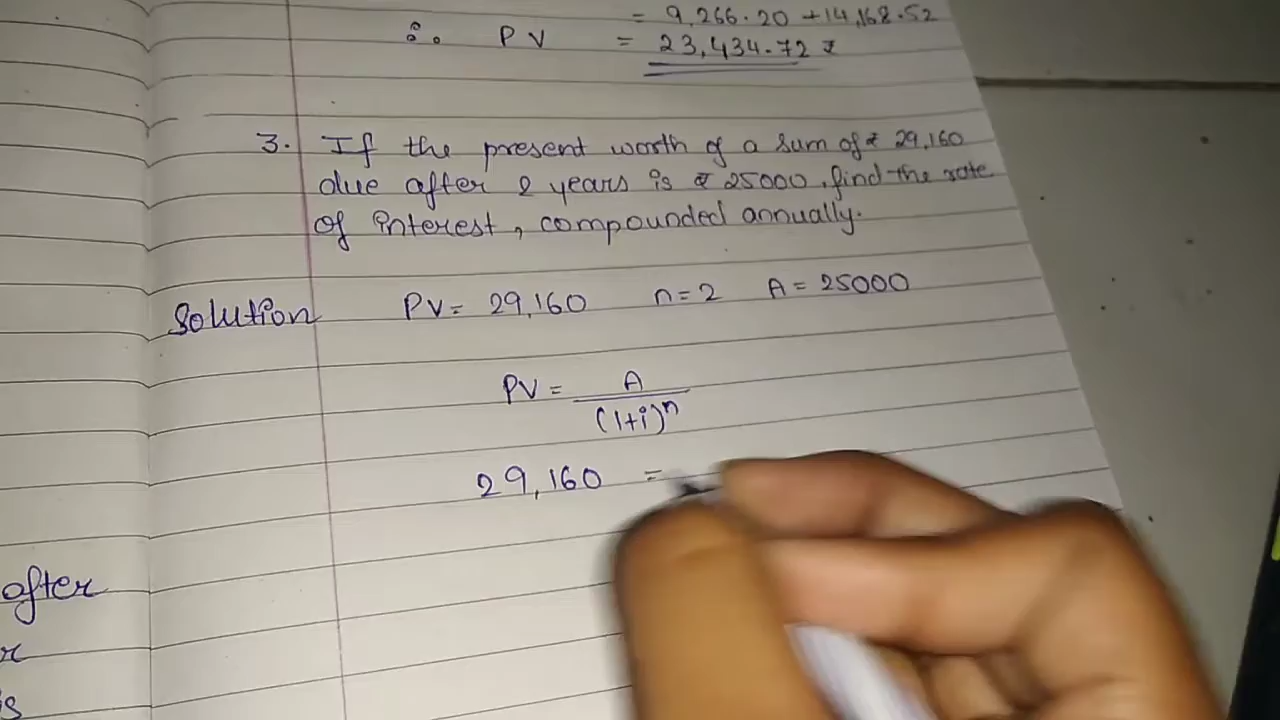 = 9,266.20 + 14,168.52
∴ PV = 23,434.72 ₹
3. If the present worth of a sum of ₹ 29,160
due after 2 years is ₹ 25000, find the rate
of interest, compounded annually.
Solution PV = 29,160 n = 2 A = 25000
PV = A / (1+i)ⁿ
29,160 =
after
r
is